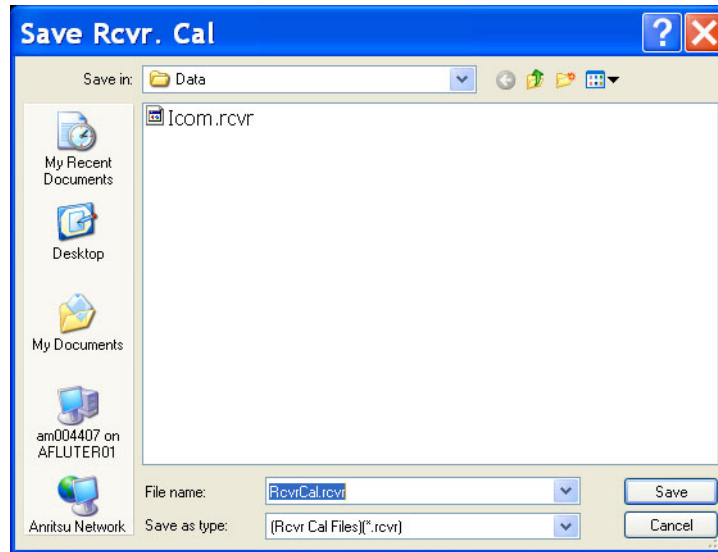 Save Rcvr. Cal
Save in:
Data
Icom.rcvr
My Recent
Documents
Desktop
My Documents
am004407 on
AFLUTER01
Anritsu Network
File name:
RcvrCal.rcvr
Save
Save as type:
(Rcvr Cal Files)(*.rcvr)
Cancel